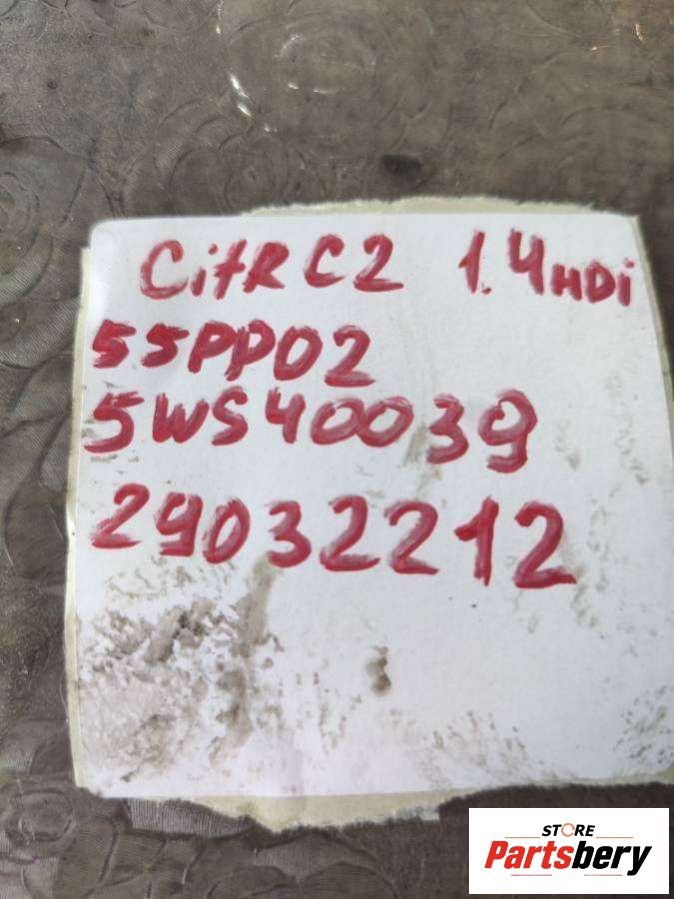 CitR C2 1.4HDi
55PP02
5WS40039
29032212
STORE
Partsbery